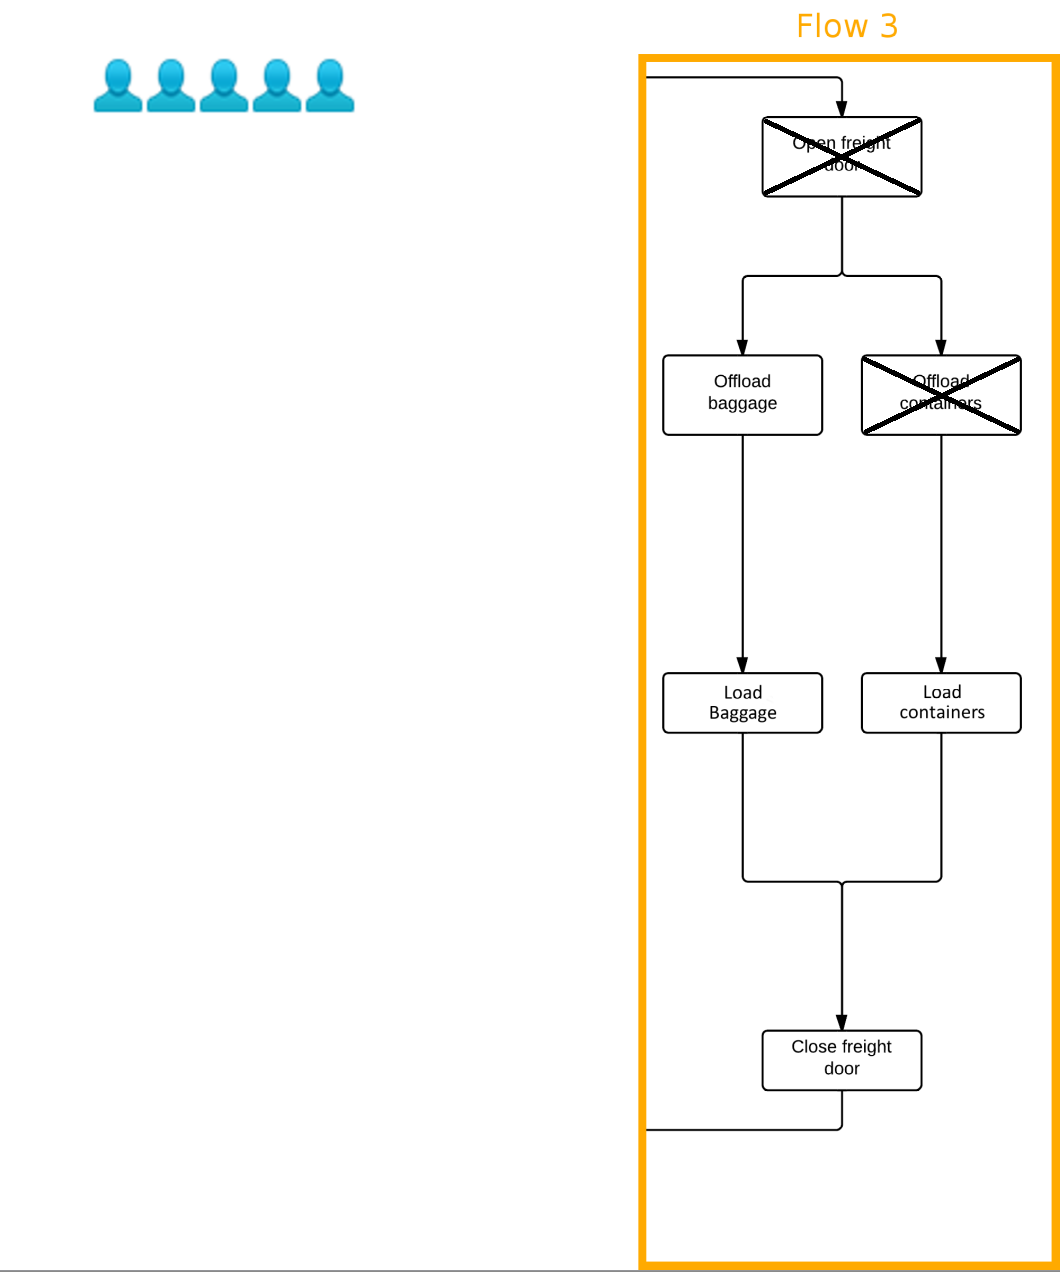 Flow 3
Open freight
door
Offload
baggage
Offload
containers
Load
Baggage
Load
containers
Close freight
door